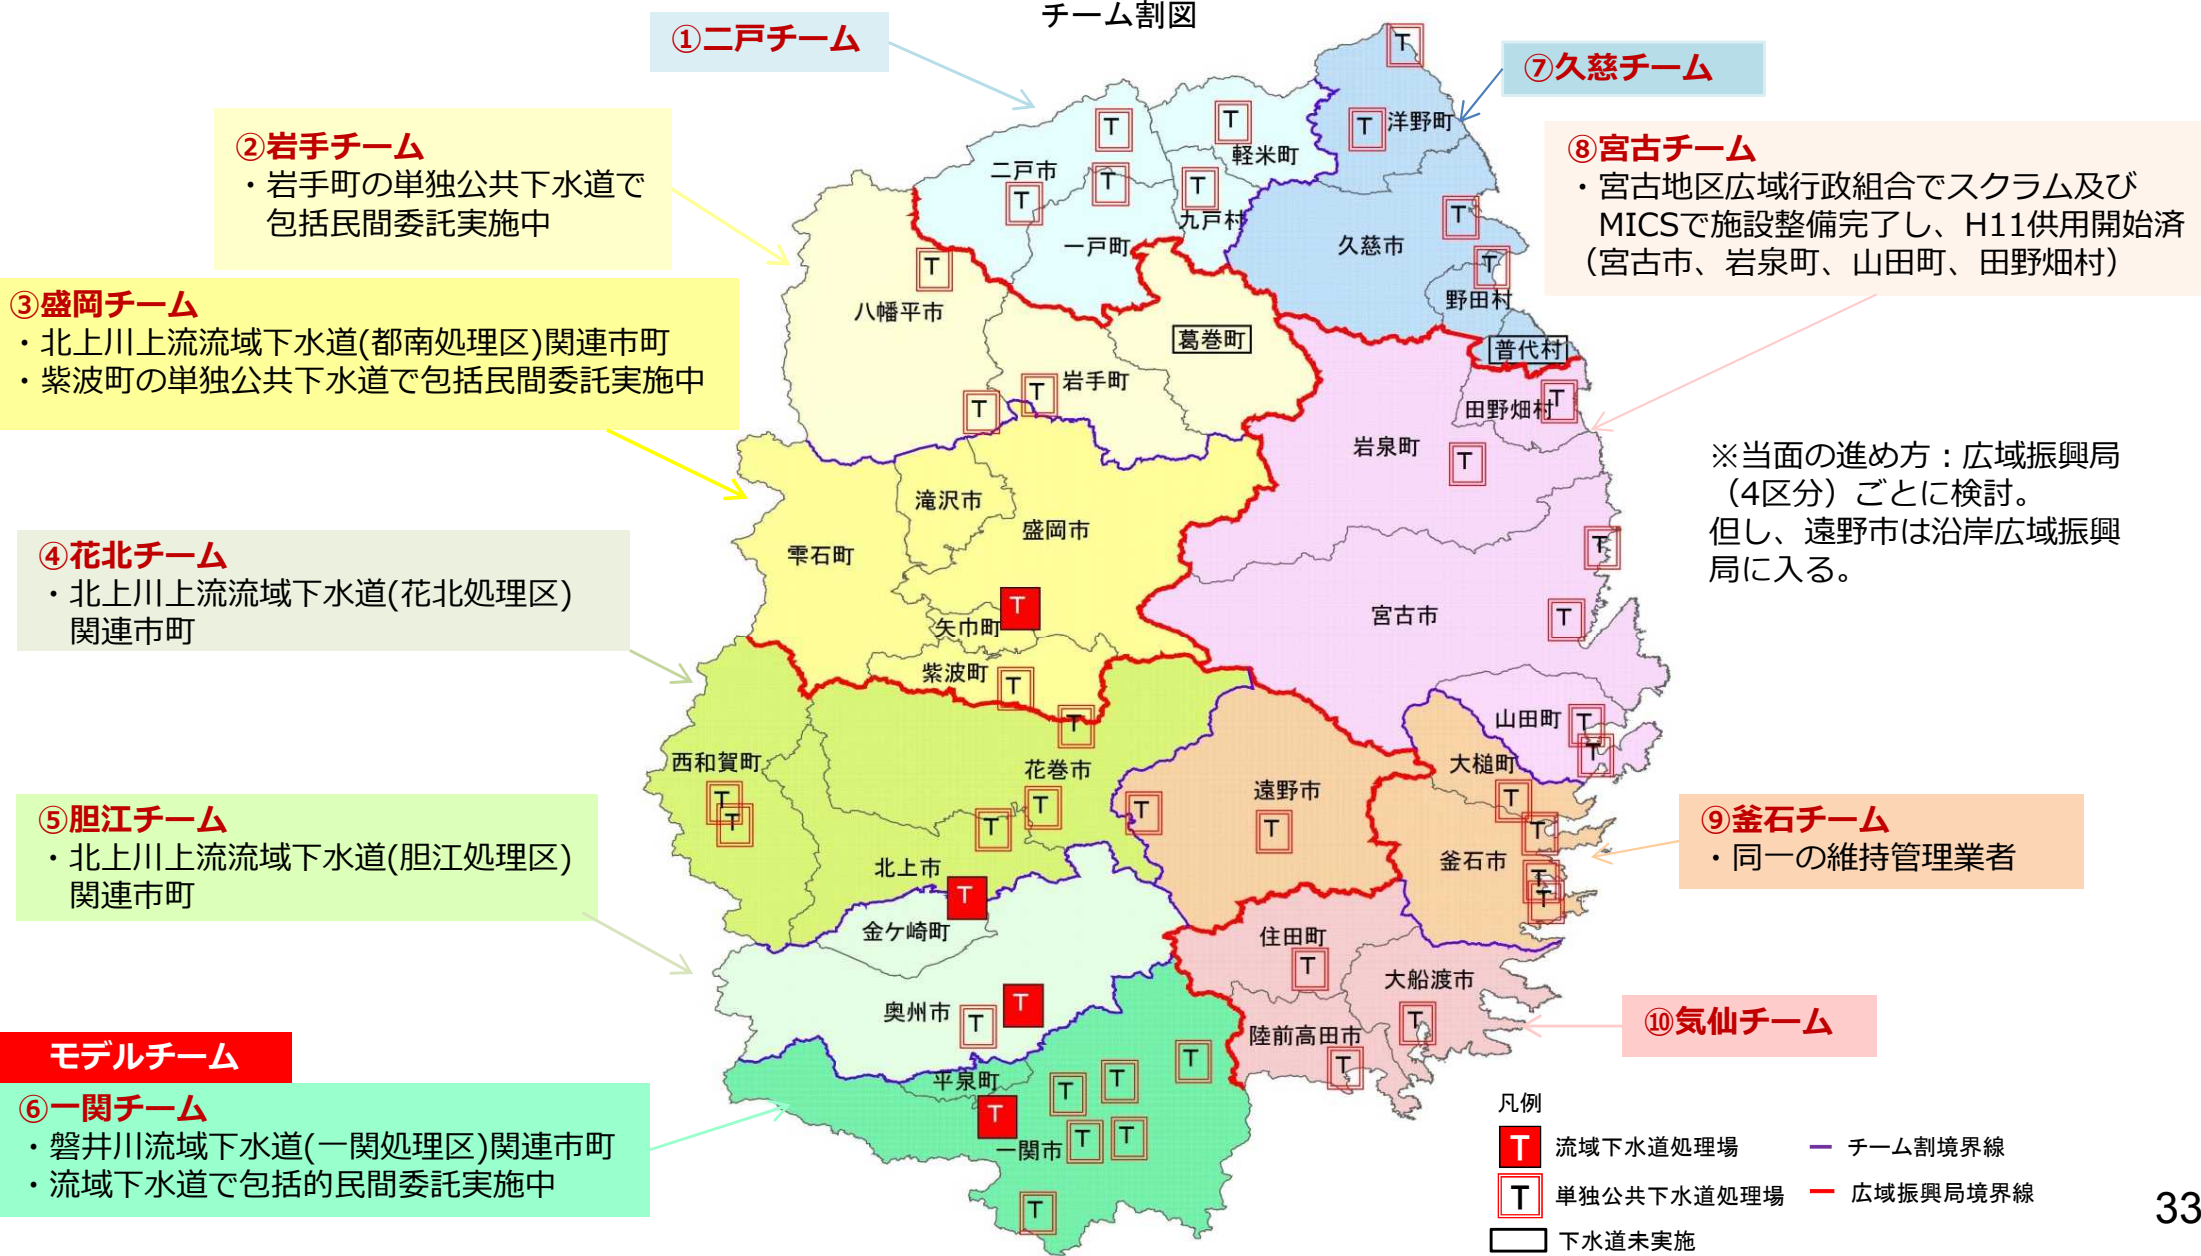 チーム割図
①二戸チーム
⑦久慈チーム
②岩手チーム
・岩手町の単独公共下水道で
包括民間委託実施中
⑧宮古チーム
・宮古地区広域行政組合でスクラム及び
MICSで施設整備完了し、H11供用開始済
（宮古市、岩泉町、山田町、田野畑村）
③盛岡チーム
・北上川上流流域下水道(都南処理区)関連市町
・紫波町の単独公共下水道で包括民間委託実施中
※当面の進め方：広域振興局
（4区分）ごとに検討。
但し、遠野市は沿岸広域振興
局に入る。
④花北チーム
・北上川上流流域下水道(花北処理区)
関連市町
⑤胆江チーム
・北上川上流流域下水道(胆江処理区)
関連市町
⑨釜石チーム
・同一の維持管理業者
⑩気仙チーム
モデルチーム
⑥一関チーム
・磐井川流域下水道(一関処理区)関連市町
・流域下水道で包括的民間委託実施中
T
T
T
T
洋野町
軽米町
二戸市
T
T
T
九戸村
一戸町
T
久慈市
T
T
野田村
八幡平市
葛巻町
普代村
T
T
岩手町
T
田野畑村
岩泉町
T
滝沢市
盛岡市
T
雫石町
T
矢巾町
宮古市
T
紫波町
T
T
山田町
T
T
西和賀町
花巻市
大槌町
T
T
T
T
T
遠野市
T
T
T
釜石市
T
T
北上市
T
金ケ崎町
住田町
T
大船渡市
奥州市
T
T
T
陸前高田市
T
平泉町
T
T
T
T
一関市
T
T
T
凡例
T 流域下水道処理場
チーム割境界線
T 単独公共下水道処理場
広域振興局境界線
下水道未実施
33